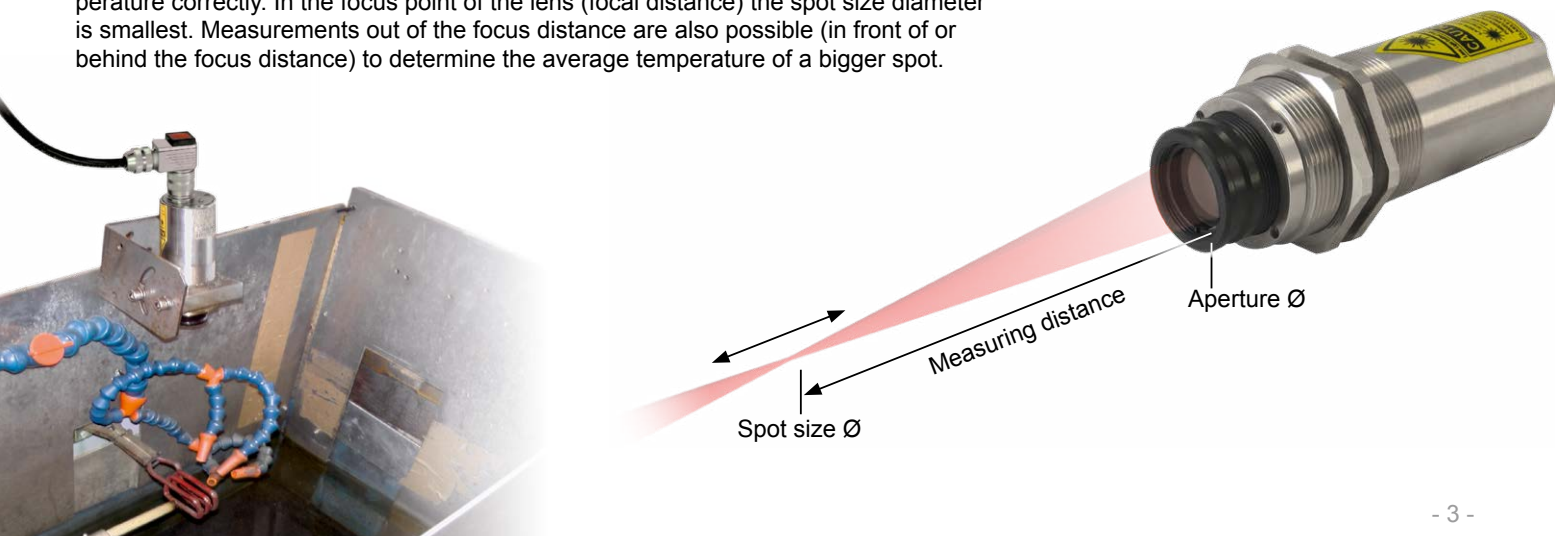 perature correctly. In the focus point of the lens (focal distance) the spot size diameter
is smallest. Measurements out of the focus distance are also possible (in front of or
behind the focus distance) to determine the average temperature of a bigger spot.
CAUTION
Aperture Ø
Measuring distance
Spot size Ø
- 3 -